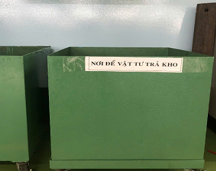 NƠI ĐỂ VẬT TƯ TRẢ KHO